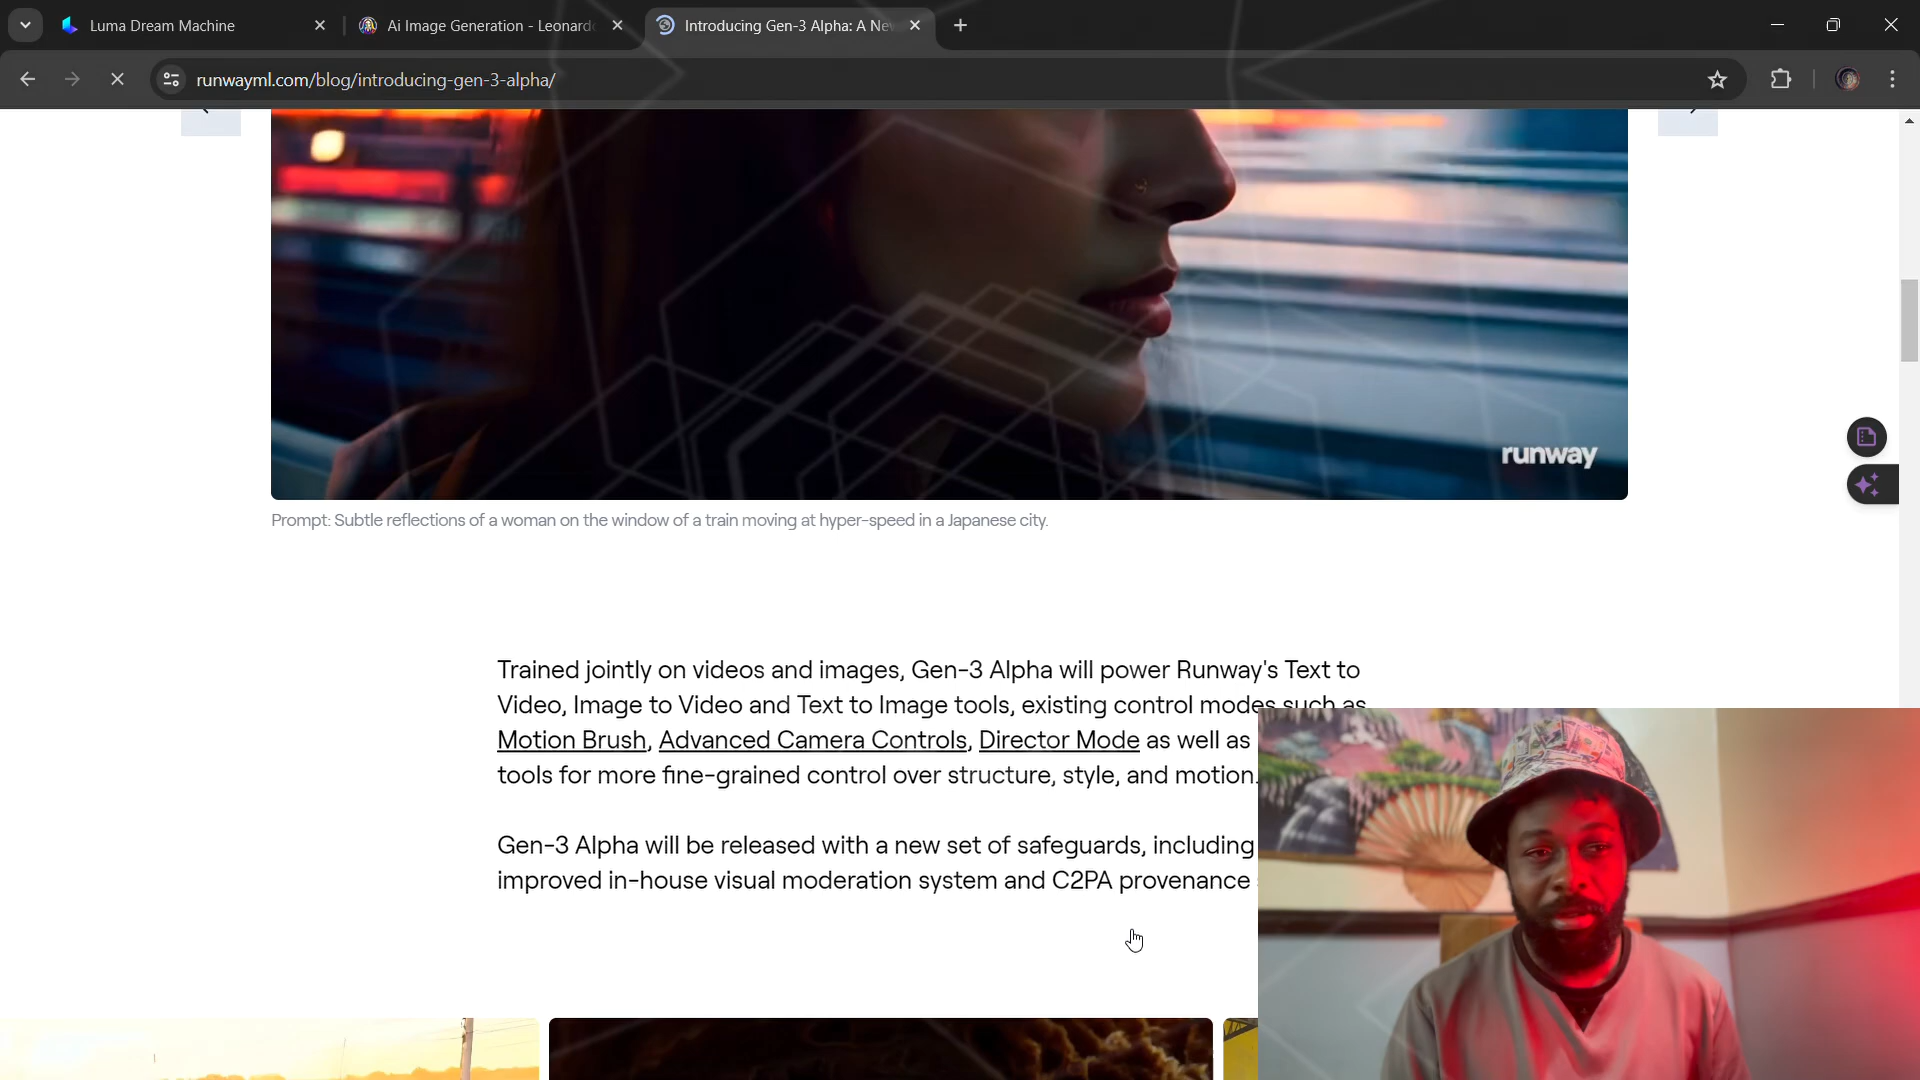 Luma Dream Machine
Ai Image Generation - Leonardo
Introducing Gen-3 Alpha: A Ne
runwayml.com/blog/introducing-gen-3-alpha/
runway
Prompt: Subtle reflections of a woman on the window of a train moving at hyper-speed in a Japanese city.
Trained jointly on videos and images, Gen-3 Alpha will power Runway's Text to
Video, Image to Video and Text to Image tools, existing control modes such as
Motion Brush, Advanced Camera Controls, Director Mode as well as
tools for more fine-grained control over structure, style, and motion.
Gen-3 Alpha will be released with a new set of safeguards, including
improved in-house visual moderation system and C2PA provenance